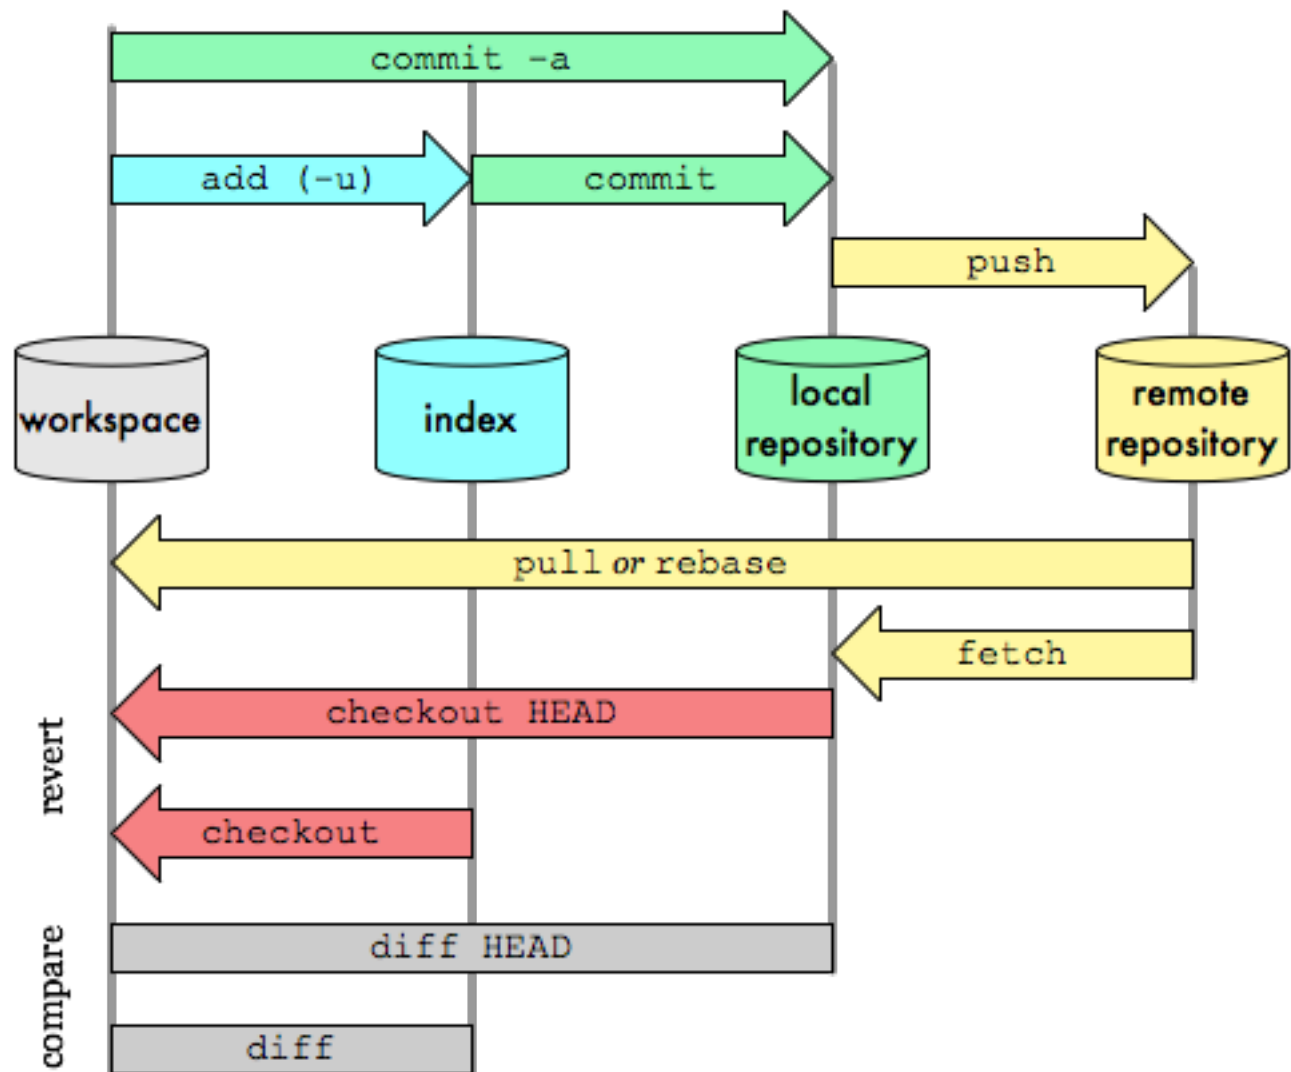 commit -a
add (-u)
commit
push
workspace
index
local
repository
remote
repository
pull or rebase
fetch
revert
checkout HEAD
checkout
compare
diff HEAD
diff